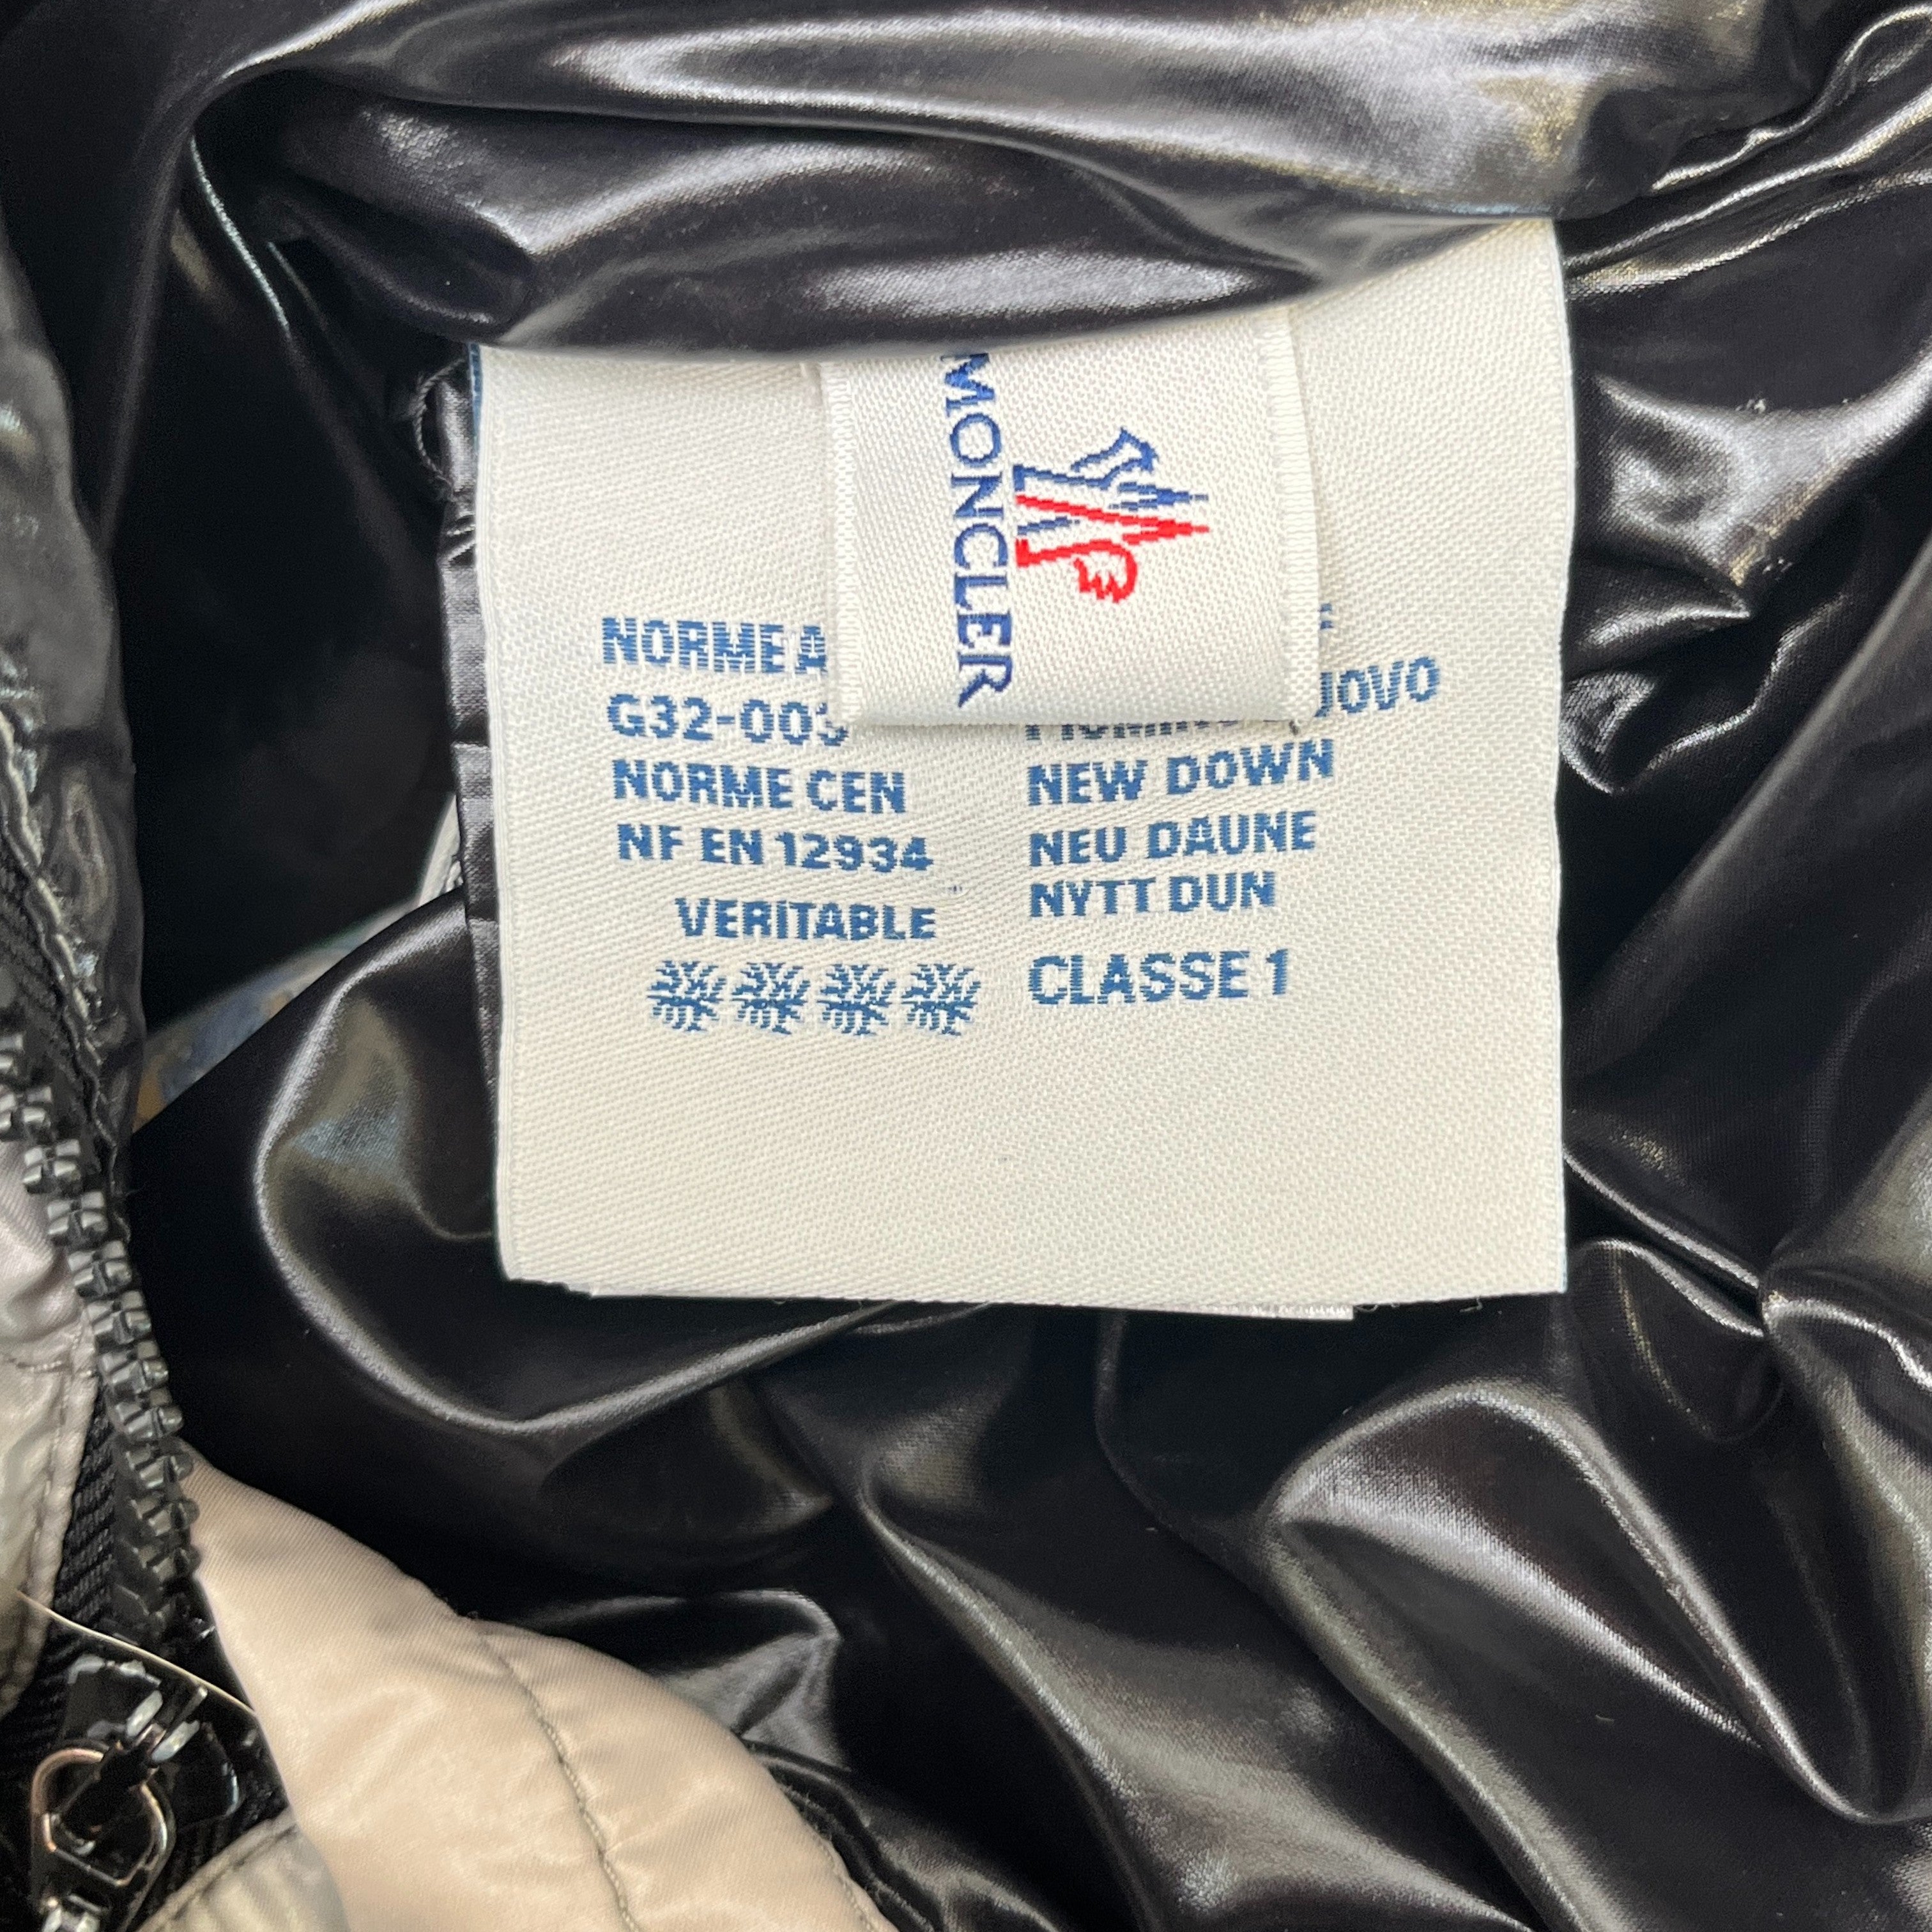 MONCLER
NORME
G32-003
NORME CEN
NF EN 12934
VERITABLE
NEW DOWN
NEU DAUNE
NYTT DUN
CLASSE 1